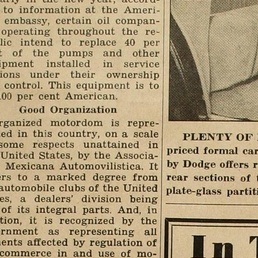 arly in the new year, accord-
to information at the Ameri-
embassy, certain oil compan-
operating throughout the re-
lic intend to replace 40 per
t of the pumps and other
ipment installed in service
ions under their ownership
control. This equipment is to
00 per cent American.
Good Organization
rganized motordom is repre-
ed in this country, on a scale
some respects unattained in
United States, by the Associa-
Mexicana Automovilistica. It
ers to a marked degree from
automobile clubs of the United
es, a dealers' division being
of its integral parts. And, in
tion, it is recognized by the
ernment as representing all
ments affected by regulation of
commerce in and use of mo-
PLENTY OF
priced formal car
by Dodge offers r
rear sections of t
plate-glass partiti
In T